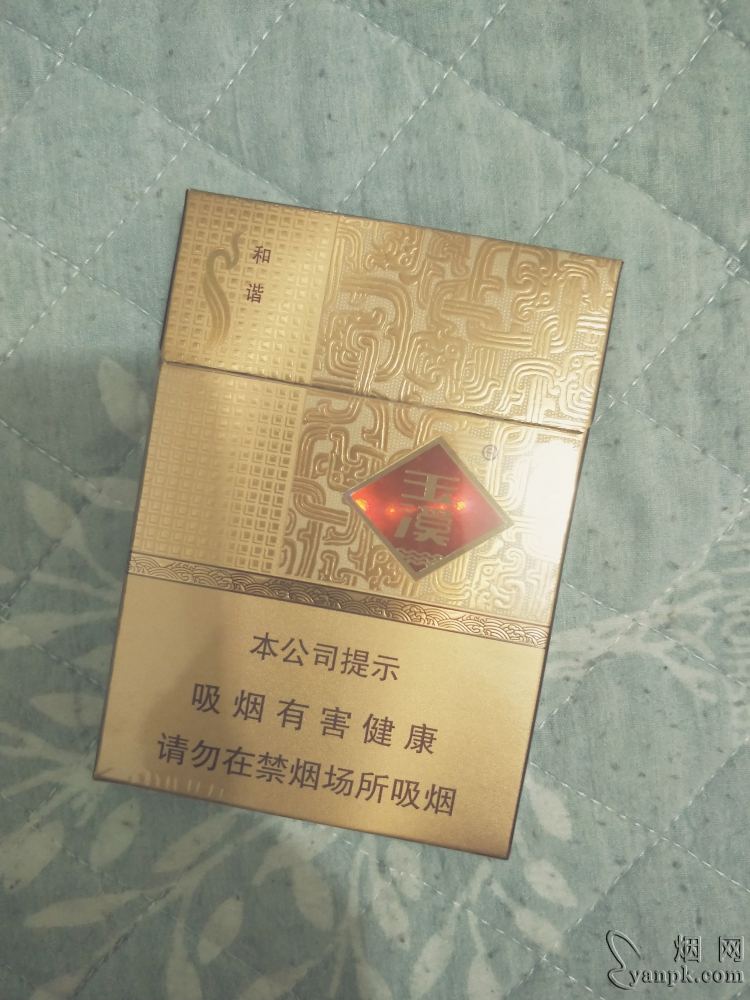 和
谐
®
玉
溪
本公司提示
吸烟有害健康
请勿在禁烟场所吸烟
烟网
yanpk.com